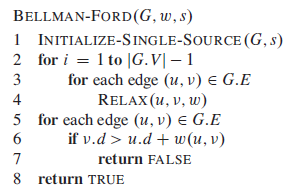 BELLMAN-FORD(G, w, s)
1 INITIALIZE-SINGLE-SOURCE(G, s)
2 for i = 1 to |G.V| − 1
3 for each edge (u, v) ∈ G.E
4 RELAX(u, v, w)
5 for each edge (u, v) ∈ G.E
6 if v.d > u.d + w(u, v)
7 return FALSE
8 return TRUE